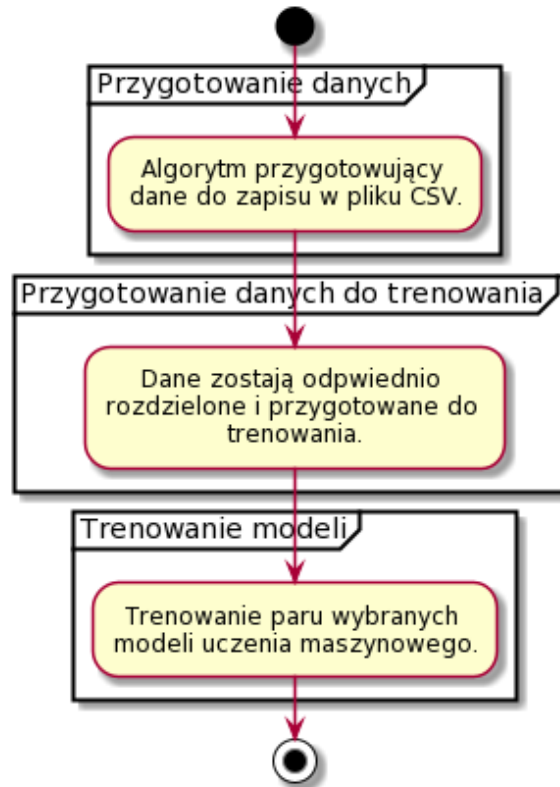 Przygotowanie danych
Algorytm przygotowujący
dane do zapisu w pliku CSV.
Przygotowanie danych do trenowania
Dane zostają odpwiednio
rozdzielone i przygotowane do
trenowania.
Trenowanie modeli
Trenowanie paru wybranych
modeli uczenia maszynowego.